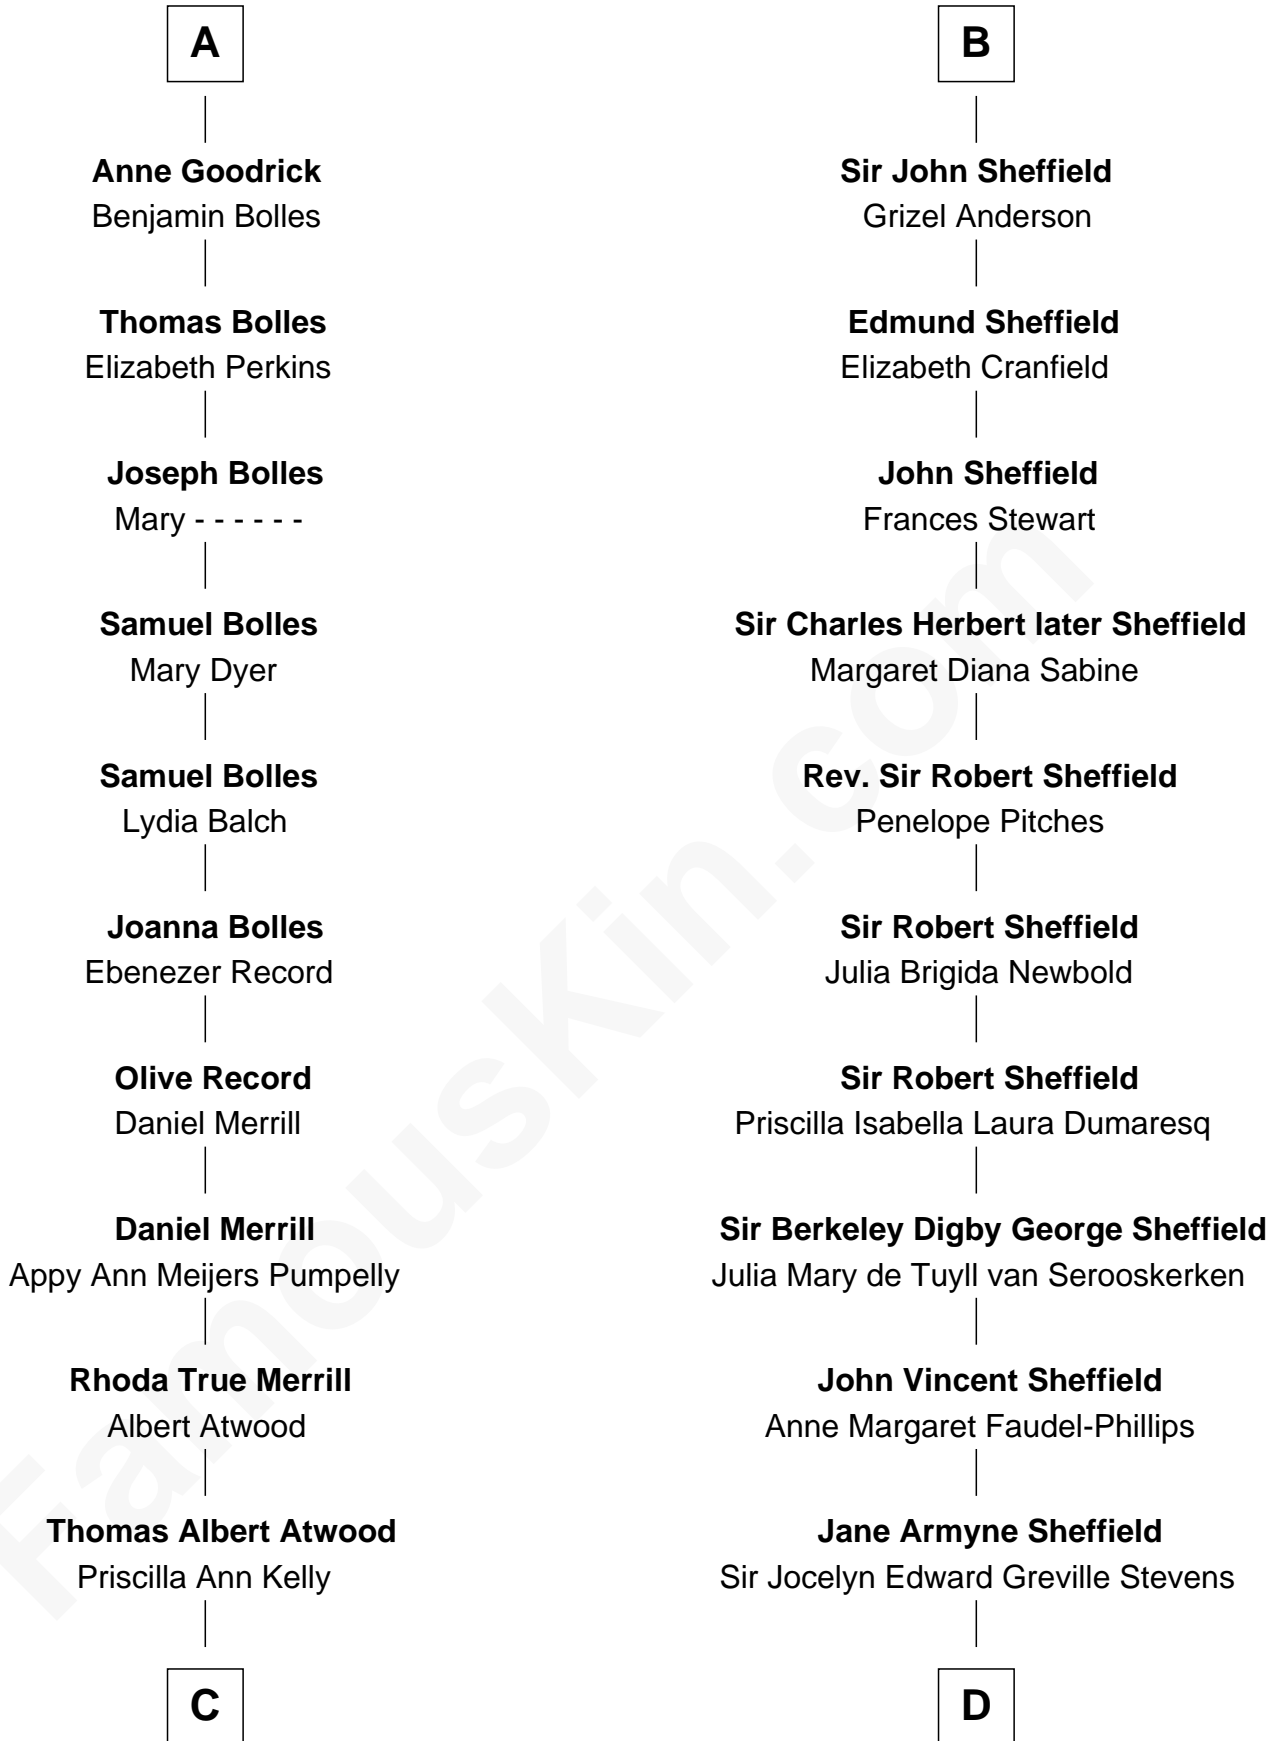 A
Anne Goodrick
Benjamin Bolles
Thomas Bolles
Elizabeth Perkins
Joseph Bolles
Mary - - - - - -
Samuel Bolles
Mary Dyer
Samuel Bolles
Lydia Balch
Joanna Bolles
Ebenezer Record
Olive Record
Daniel Merrill
Daniel Merrill
Appy Ann Meijers Pumpelly
Rhoda True Merrill
Albert Atwood
Thomas Albert Atwood
Priscilla Ann Kelly
C
B
Sir John Sheffield
Grizel Anderson
Edmund Sheffield
Elizabeth Cranfield
John Sheffield
Frances Stewart
Sir Charles Herbert later Sheffield
Margaret Diana Sabine
Rev. Sir Robert Sheffield
Penelope Pitches
Sir Robert Sheffield
Julia Brigida Newbold
Sir Robert Sheffield
Priscilla Isabella Laura Dumaresq
Sir Berkeley Digby George Sheffield
Julia Mary de Tuyll van Serooskerken
John Vincent Sheffield
Anne Margaret Faudel-Phillips
Jane Armyne Sheffield
Sir Jocelyn Edward Greville Stevens
D
FamousKin.com